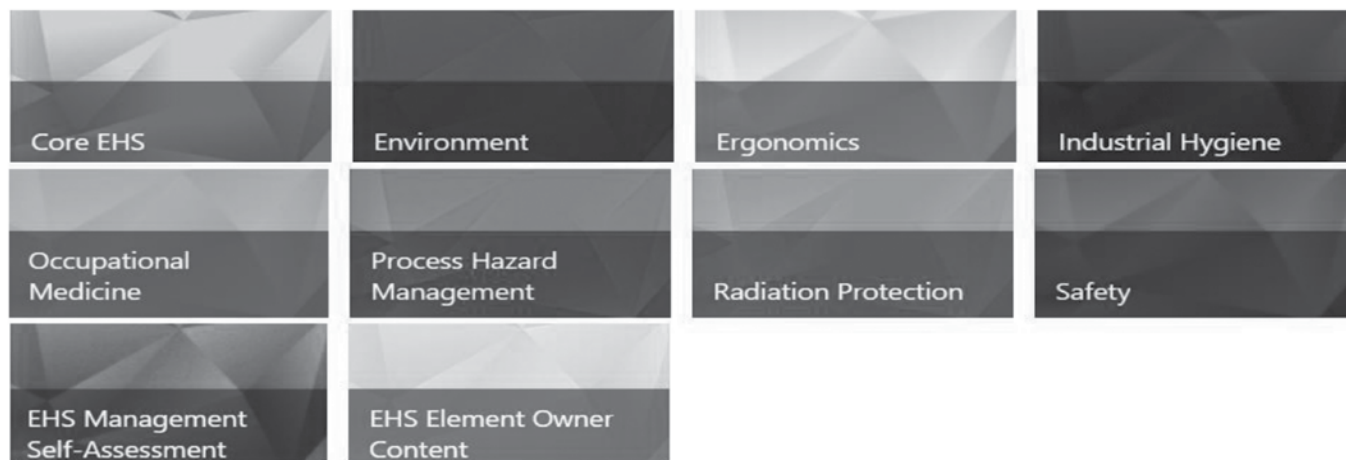 Core EHS
Environment
Ergonomics
Industrial Hygiene
Occupational
Medicine
Process Hazard
Management
Radiation Protection
Safety
EHS Management
Self-Assessment
EHS Element Owner
Content